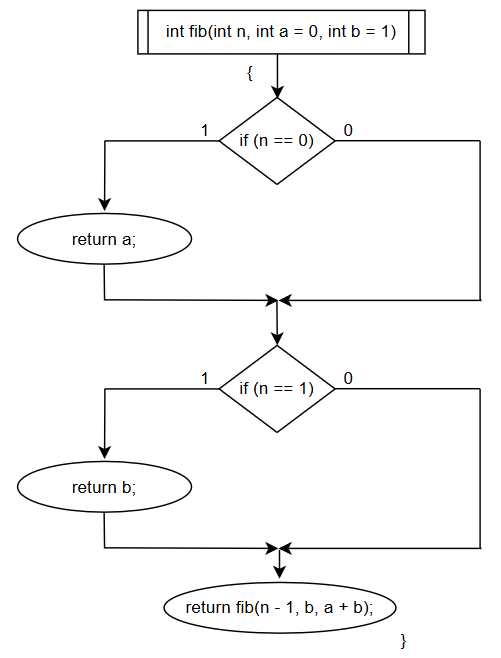 int fib(int n, int a = 0, int b = 1)
{
if (n == 0)
1
0
return a;
if (n == 1)
1
0
return b;
return fib(n - 1, b, a + b);
}